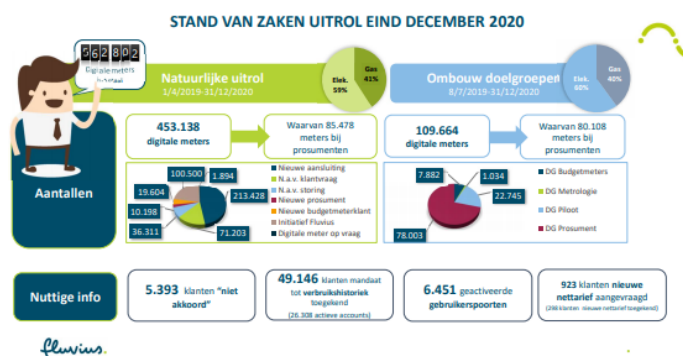 STAND VAN ZAKEN UITROL EIND DECEMBER 2020
562802
Digitale meters
Natuurlijke uitrol
1/4/2019-31/12/2020
Elek.
59%
Gas
41%
Ombouw doelgroepen
8/7/2019-31/12/2020
Elek.
60%
Gas
40%
Aantallen
453.138
digitale meters
Waarvan 85.478
meters bij
prosumenten
109.664
digitale meters
Waarvan 80.108
meters bij
prosumenten
100.500
1.894
19.604
213.428
10.198
36.311
71.203
Nieuwe aansluiting
N.a.v. klantvraag
N.a.v. storing
Nieuwe prosument
Nieuwe budgetmeterklant
Initiatief Fluvius
Digitale meter op vraag
7.882
1.034
22.745
78.003
DG Budgetmeters
DG Metrologie
DG Piloot
DG Prosument
Nuttige info
5.393 klanten "niet
akkoord"
49.146 klanten mandaat
tot verbruikshistoriek
toegekend
(26.308 actieve accounts)
6.451 geactiveerde
gebruikerspoorten
923 klanten nieuwe
nettarief aangevraagd
(298 klanten nieuwe nettarief toegekend)
fluvius.